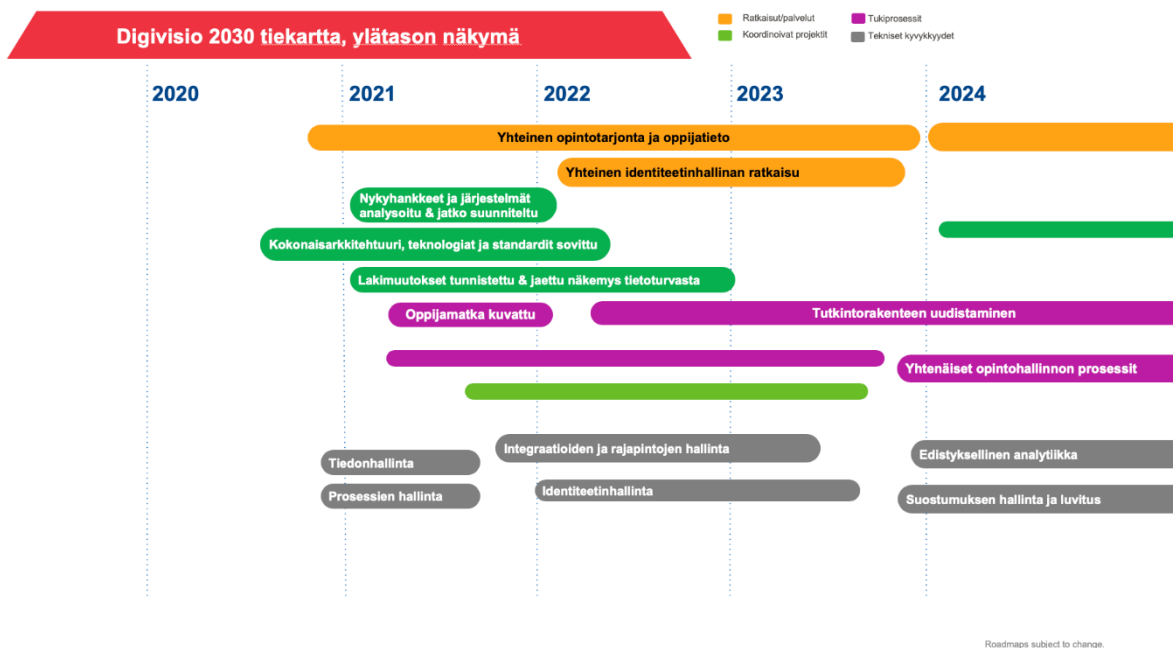 Digivisio 2030 tiekartta, ylätason näkymä
Ratkaisut/palvelut
Tukiprosessit
Koordinoivat projektit
Tekniset kyvykkyydet
2020
2021
2022
2023
2024
Yhteinen opintotarjonta ja oppijatieto
Yhteinen identiteetinhallinan ratkaisu
Nykyhankkeet ja järjestelmät
analysoitu & jatko suunniteltu
Kokonaisarkkitehtuuri, teknologiat ja standardit sovittu
Lakimuutokset tunnistettu & jaettu näkemys tietoturvasta
Oppijamatka kuvattu
Tutkintorakenteen uudistaminen
Yhtenäiset opintohallinnon prosessit
Integraatioiden ja rajapintojen hallinta
Tiedonhallinta
Edistyksellinen analytiikka
Prosessien hallinta
Identiteetinhallinta
Suostumuksen hallinta ja luvitus
Roadmaps subject to change.